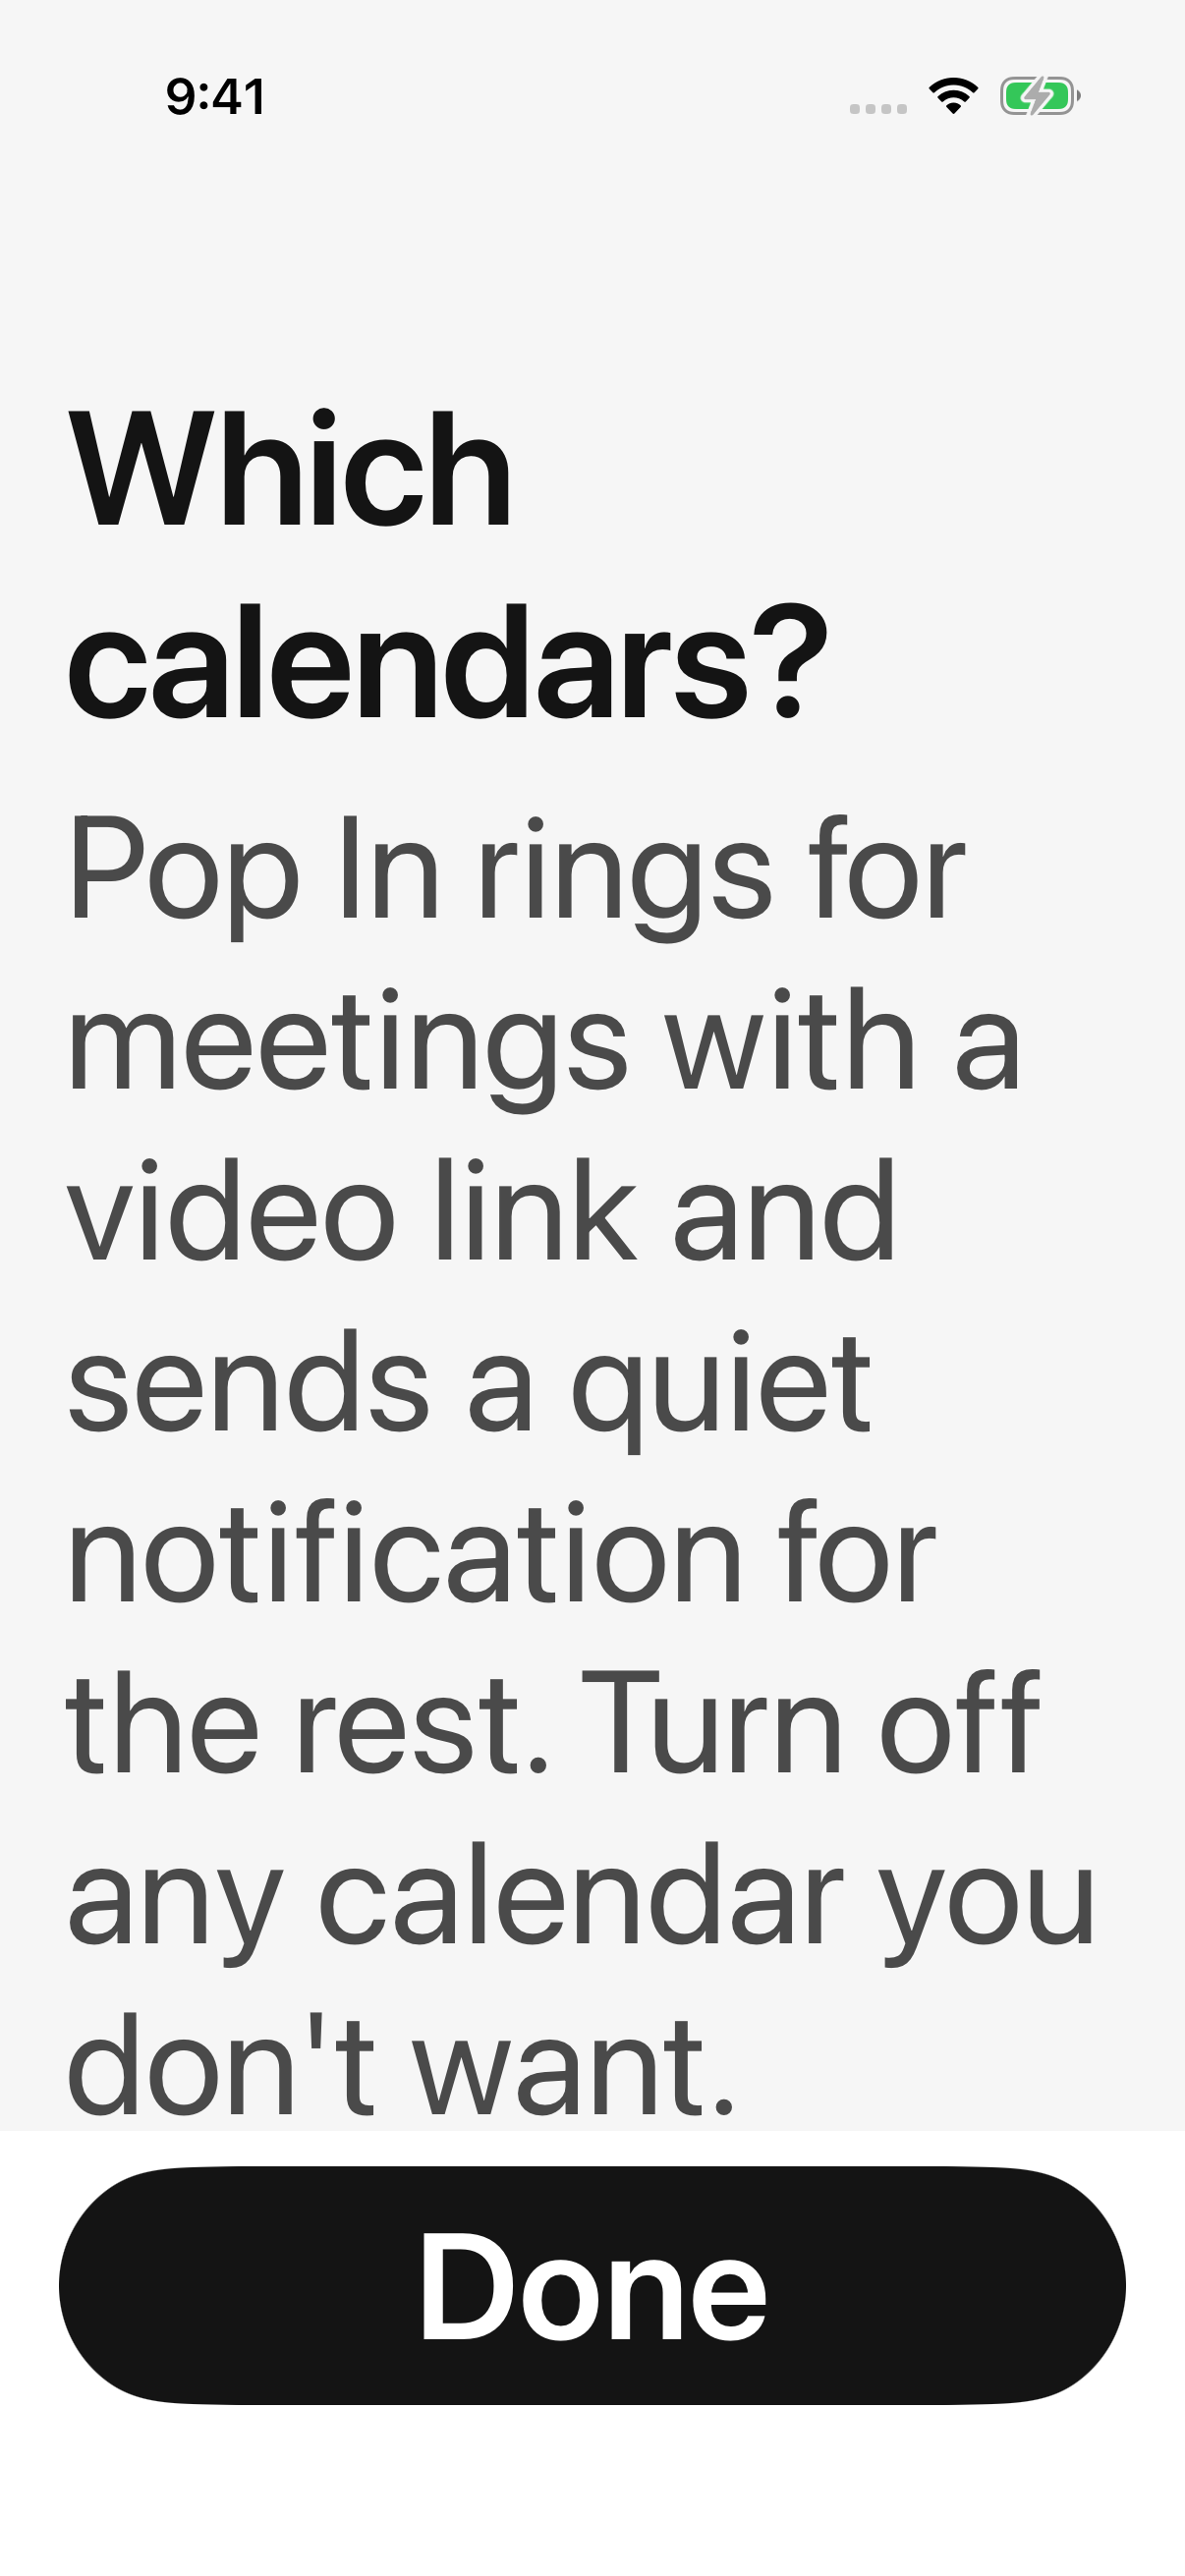 9:41
Which
calendars?
Pop In rings for
meetings with a
video link and
sends a quiet
notification for
the rest. Turn off
any calendar you
don't want.
Done